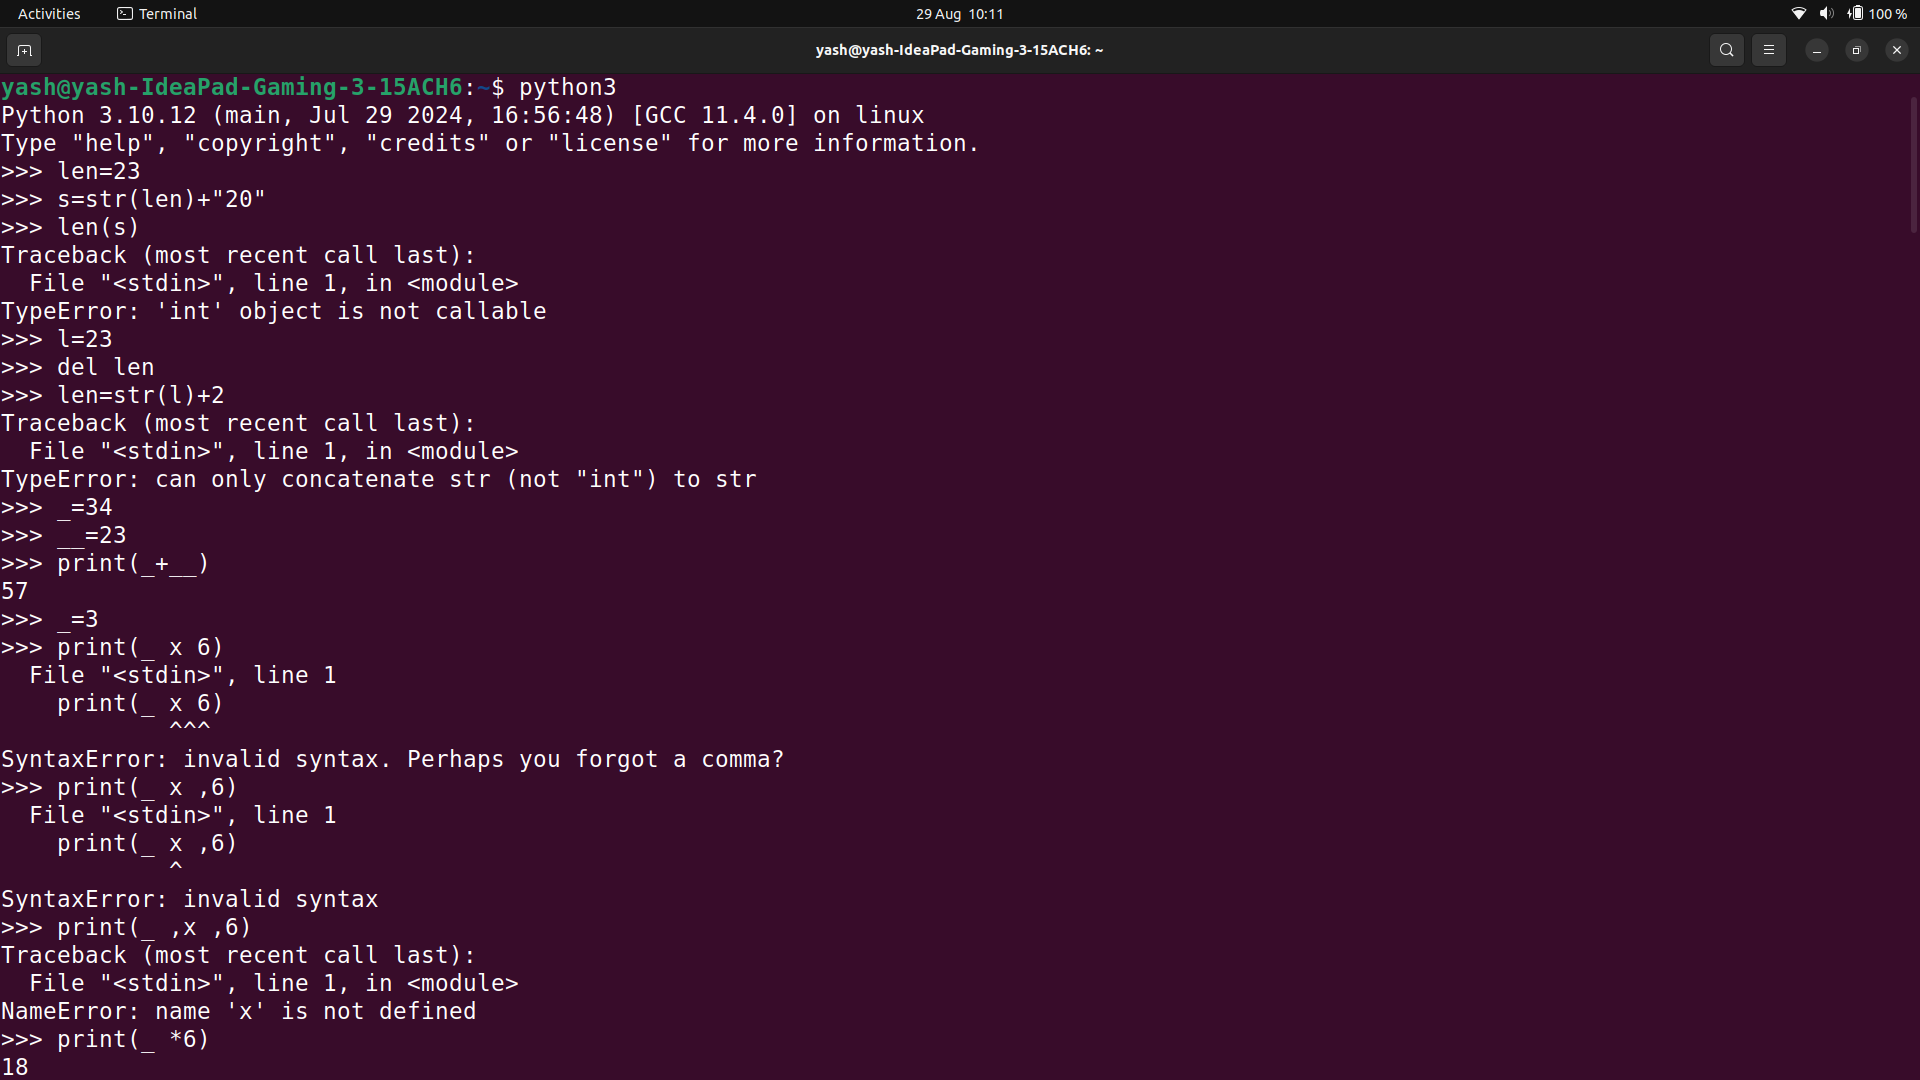 Activities Terminal 29 Aug 10:11 100 %
yash@yash-IdeaPad-Gaming-3-15ACH6: ~
yash@yash-IdeaPad-Gaming-3-15ACH6:~$ python3
Python 3.10.12 (main, Jul 29 2024, 16:56:48) [GCC 11.4.0] on linux
Type "help", "copyright", "credits" or "license" for more information.
>>> len=23
>>> s=str(len)+"20"
>>> len(s)
Traceback (most recent call last):
  File "<stdin>", line 1, in <module>
TypeError: 'int' object is not callable
>>> l=23
>>> del len
>>> len=str(l)+2
Traceback (most recent call last):
  File "<stdin>", line 1, in <module>
TypeError: can only concatenate str (not "int") to str
>>> _=34
>>> __=23
>>> print(_+__)
57
>>> _=3
>>> print(_ x 6)
  File "<stdin>", line 1
    print(_ x 6)
            ^^^
SyntaxError: invalid syntax. Perhaps you forgot a comma?
>>> print(_ x ,6)
  File "<stdin>", line 1
    print(_ x ,6)
            ^
SyntaxError: invalid syntax
>>> print(_ ,x ,6)
Traceback (most recent call last):
  File "<stdin>", line 1, in <module>
NameError: name 'x' is not defined
>>> print(_ *6)
18